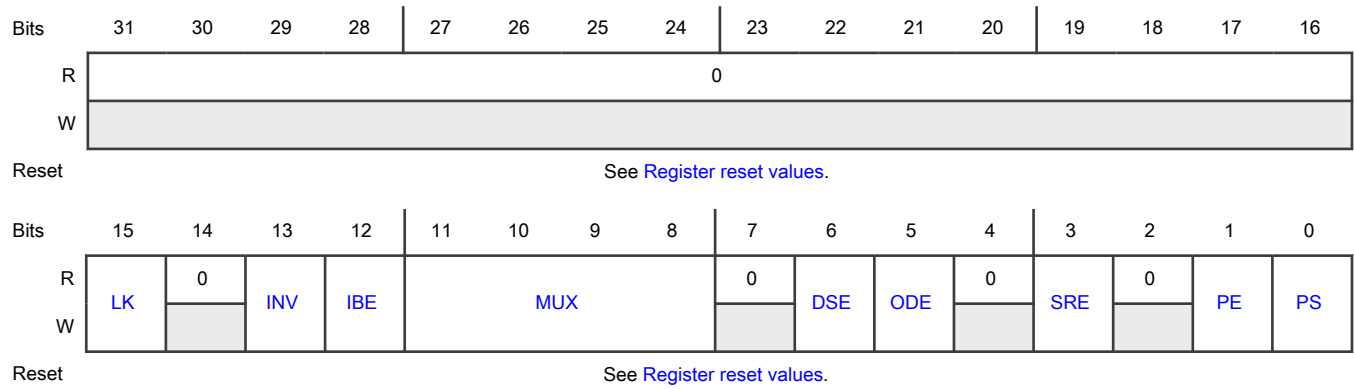 Bits 31 30 29 28 27 26 25 24 23 22 21 20 19 18 17 16
R 0
W
Reset See Register reset values.
Bits 15 14 13 12 11 10 9 8 7 6 5 4 3 2 1 0
R 0 0 0 0
LK INV IBE MUX DSE ODE SRE PE PS
W
Reset See Register reset values.